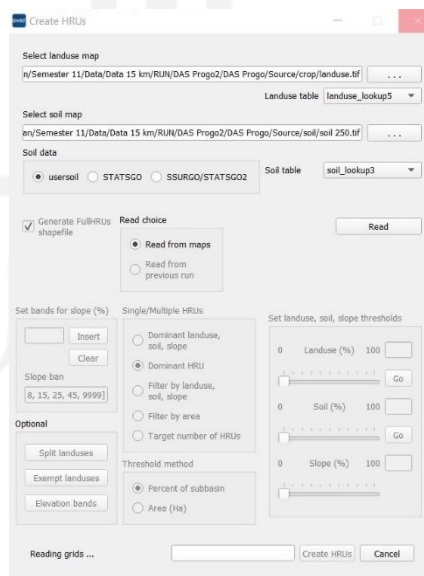 Create HRUs
Select landuse map
n/Semester 11/Data/Data 15 km/RUN/DAS Progo2/DAS Progo/Source/crop/landuse.tif
...
Landuse table landuse_lookup5
Select soil map
an/Semester 11/Data/Data 15 km/RUN/DAS Progo2/DAS Progo/Source/soil/soil 250.tif
...
Soil data
usersoil STATSGO SSURGO/STATSGO2
Soil table soil_lookup3
Generate FullHRUs
shapefile
Read choice
Read from maps
Read from
previous run
Read
Set bands for slope (%)
Insert
Clear
Slope ban
8, 15, 25, 45, 9999]
Optional
Split landuses
Exempt landuses
Elevation bands
Single/Multiple HRUs
Dominant landuse,
soil, slope
Dominant HRU
Filter by landuse,
soil, slope
Filter by area
Target number of HRUs
Threshold method
Percent of subbasin
Area (Ha)
Set landuse, soil, slope thresholds
0 Landuse (%) 100
Go
0 Soil (%) 100
Go
0 Slope (%) 100
Reading grids ...
Create HRUs
Cancel